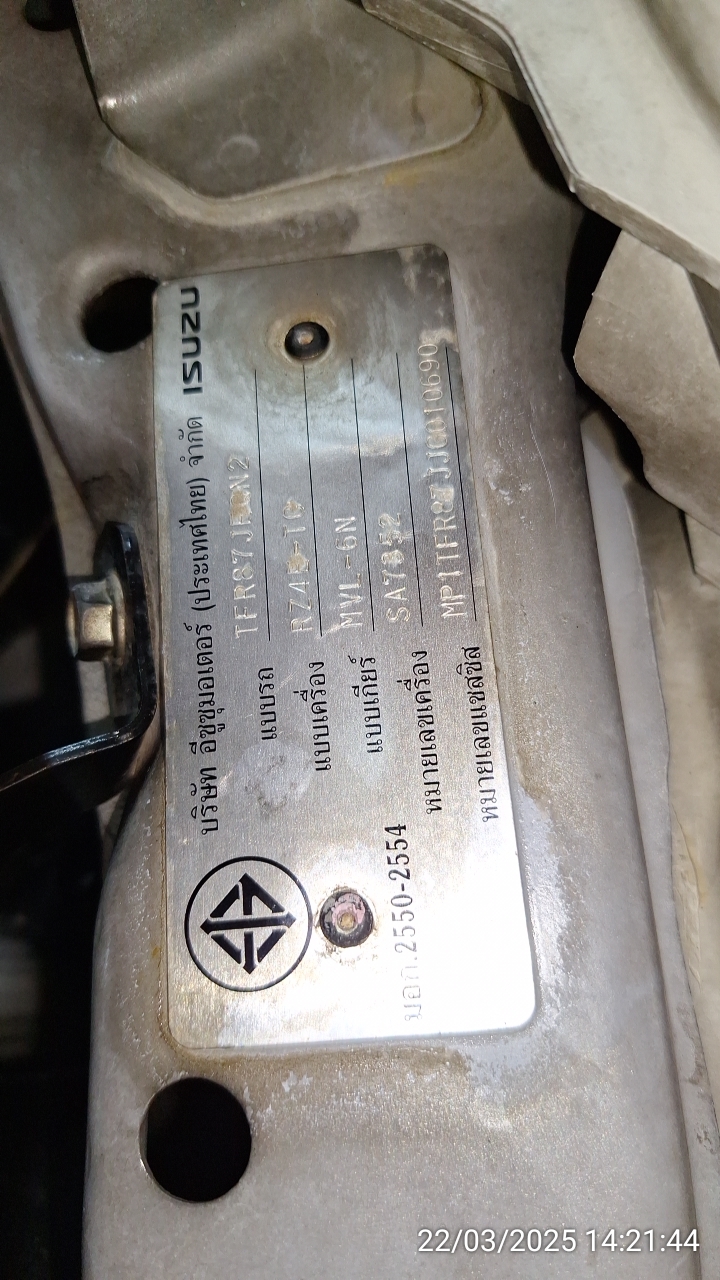 บริษัท อีซูซุมอเตอร์ (ประเทศไทย) จำกัด ISUZU
แบบรถ
แบบเครื่อง
แบบเกียร์ MVL-6N
หมายเลขเครื่อง
หมายเลขแชสซิส
มอก.2550-2554
22/03/2025 14:21:44